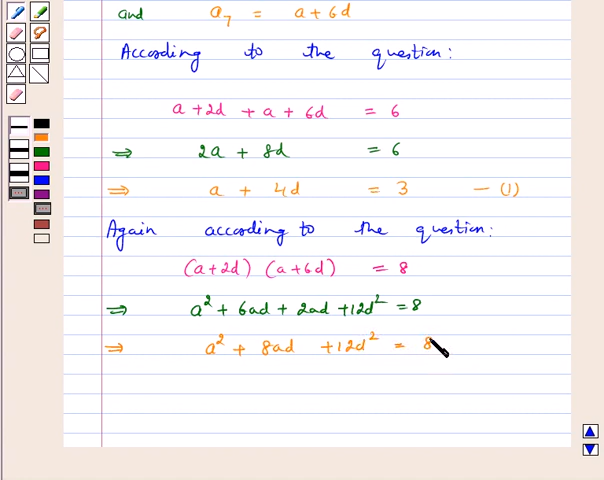 and a₇ = a + 6d
According to the question:
a + 2d + a + 6d = 6
⇒ 2a + 8d = 6
⇒ a + 4d = 3 — (1)
Again according to the question:
(a + 2d) (a + 6d) = 8
⇒ a² + 6ad + 2ad + 12d² = 8
⇒ a² + 8ad + 12d² = 8